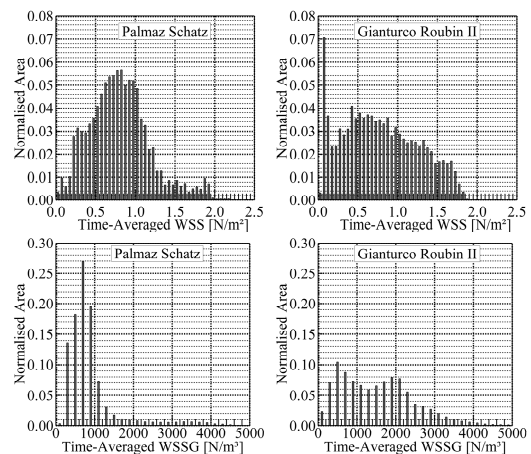 Palmaz Schatz
Normalised Area
0.08
0.07
0.06
0.05
0.04
0.03
0.02
0.01
0.00
0.0 0.5 1.0 1.5 2.0 2.5
Time-Averaged WSS [N/m²]
Gianturco Roubin II
Normalised Area
0.08
0.07
0.06
0.05
0.04
0.03
0.02
0.01
0.00
0.0 0.5 1.0 1.5 2.0 2.5
Time-Averaged WSS [N/m²]
Palmaz Schatz
Normalised Area
0.30
0.25
0.20
0.15
0.10
0.05
0.00
0 1000 2000 3000 4000 5000
Time-Averaged WSSG [N/m³]
Gianturco Roubin II
Normalised Area
0.30
0.25
0.20
0.15
0.10
0.05
0.00
0 1000 2000 3000 4000 5000
Time-Averaged WSSG [N/m³]